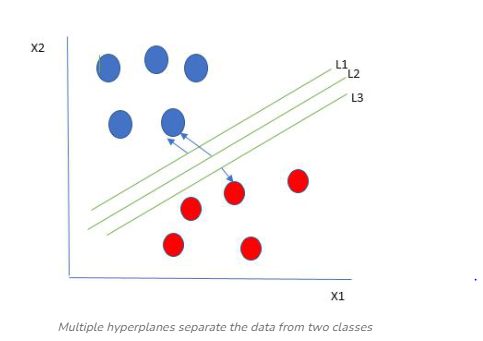 X2
L1
L2
L3
X1
Multiple hyperplanes separate the data from two classes